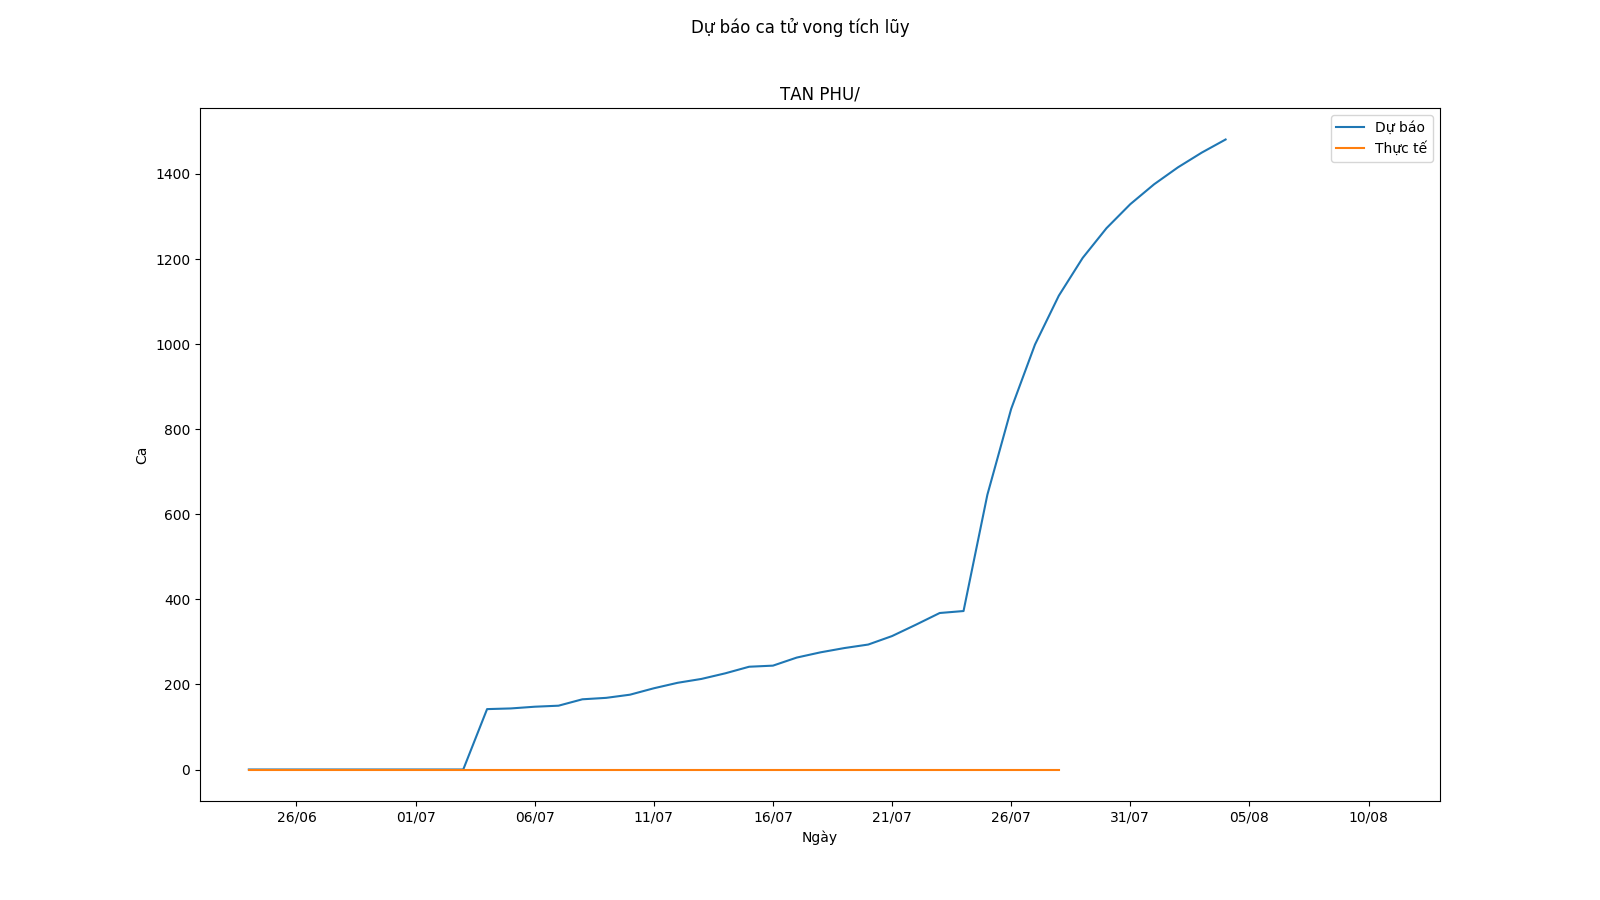 Dự báo ca tử vong tích lũy
TAN PHU/
Dự báo
Thực tế
1400
1200
1000
800
600
400
200
0
Ca
26/06 01/07 06/07 11/07 16/07 21/07 26/07 31/07 05/08 10/08
Ngày